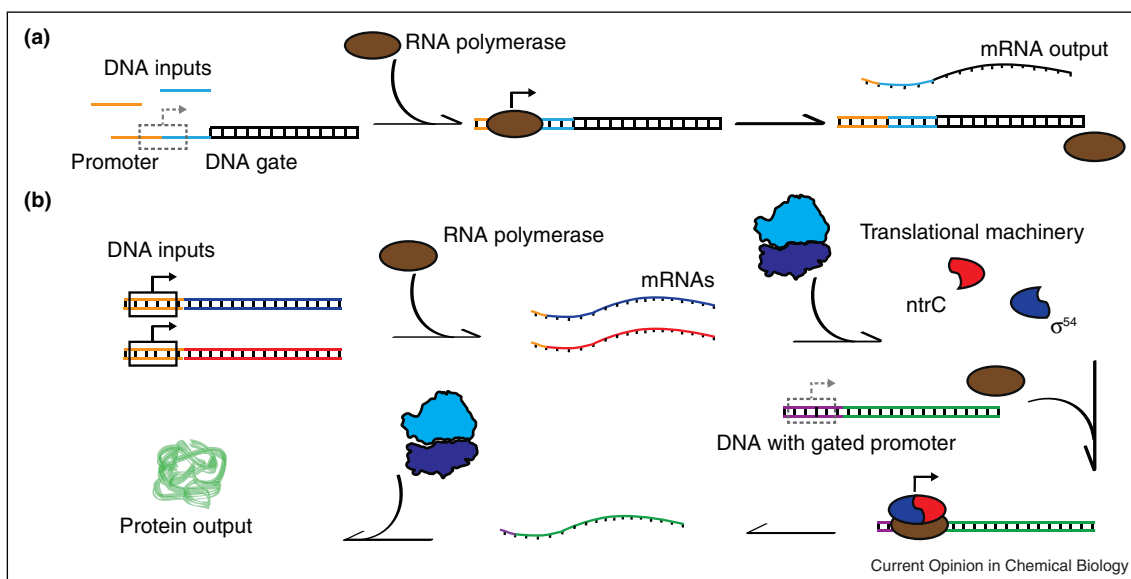 (a)
RNA polymerase
mRNA output
DNA inputs
Promoter
DNA gate
(b)
DNA inputs
RNA polymerase
mRNAs
Translational machinery
ntrC
σ54
DNA with gated promoter
Protein output
Current Opinion in Chemical Biology